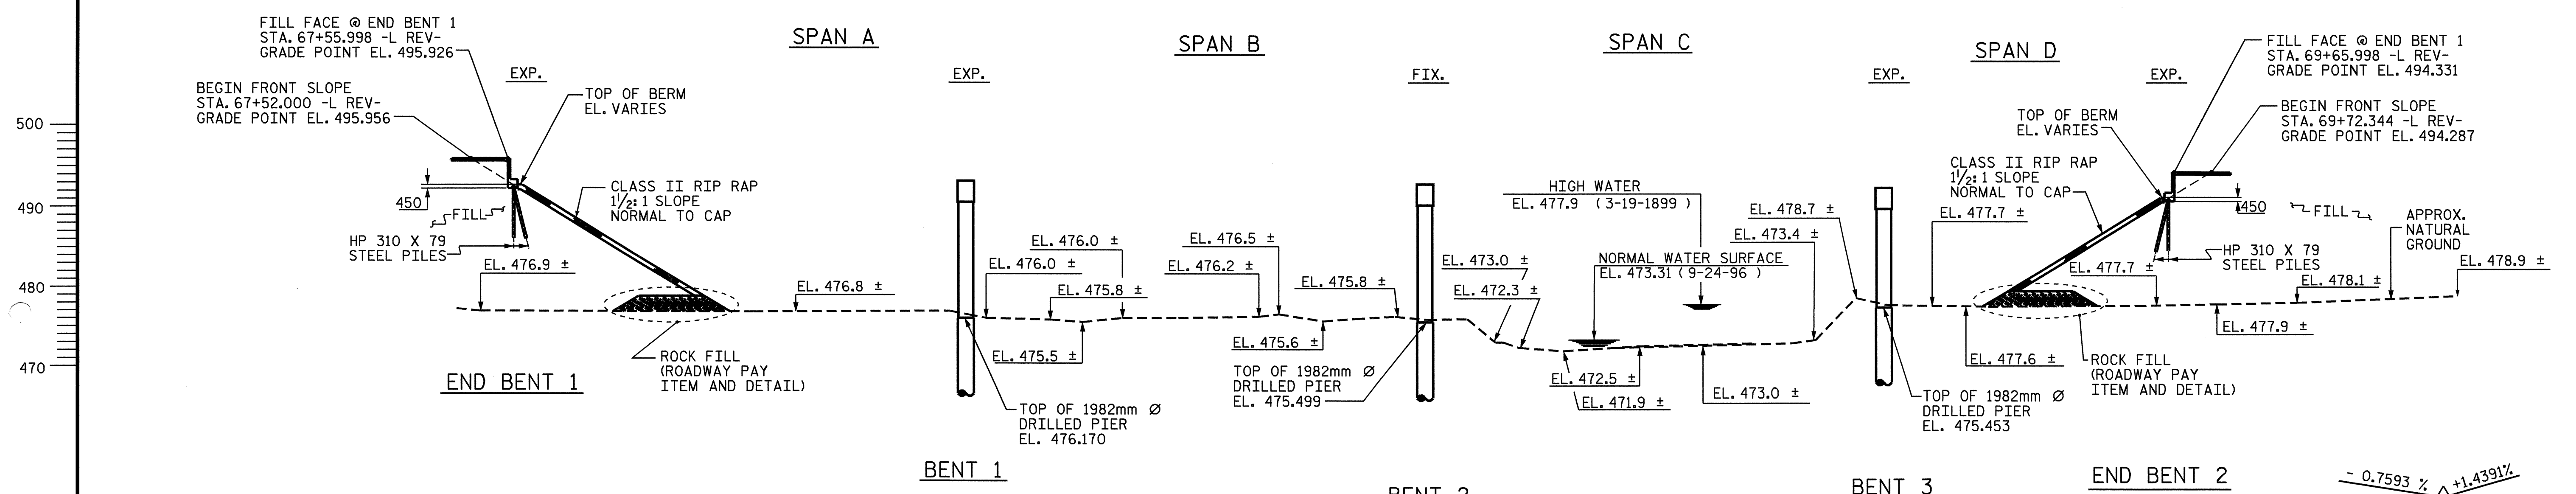 FILL FACE @ END BENT 1
STA. 67+55.998 -L REV-
GRADE POINT EL. 495.926
BEGIN FRONT SLOPE
STA. 67+52.000 -L REV-
GRADE POINT EL. 495.956
EXP.
TOP OF BERM
EL. VARIES
SPAN A
EXP.
SPAN B
FIX.
SPAN C
EXP.
SPAN D
EXP.
FILL FACE @ END BENT 1
STA. 69+65.998 -L REV-
GRADE POINT EL. 494.331
BEGIN FRONT SLOPE
STA. 69+72.344 -L REV-
GRADE POINT EL. 494.287
TOP OF BERM
EL. VARIES
500
490
480
470
450
FILL
HP 310 X 79
STEEL PILES
CLASS II RIP RAP
1½: 1 SLOPE
NORMAL TO CAP
EL. 476.9 ±
EL. 476.8 ±
ROCK FILL
(ROADWAY PAY
ITEM AND DETAIL)
END BENT 1
EL. 476.0 ±
EL. 476.0 ±
EL. 475.8 ±
EL. 475.5 ±
TOP OF 1982mm Ø
DRILLED PIER
EL. 476.170
BENT 1
EL. 476.5 ±
EL. 476.2 ±
EL. 475.8 ±
EL. 475.6 ±
TOP OF 1982mm Ø
DRILLED PIER
EL. 475.499
BENT 2
EL. 473.0 ±
EL. 472.3 ±
HIGH WATER
EL. 477.9 ( 3-19-1899 )
NORMAL WATER SURFACE
EL. 473.31 ( 9-24-96 )
EL. 478.7 ±
EL. 473.4 ±
EL. 472.5 ±
EL. 471.9 ±
EL. 473.0 ±
EL. 477.7 ±
CLASS II RIP RAP
1½: 1 SLOPE
NORMAL TO CAP
EL. 477.7 ±
450
FILL
HP 310 X 79
STEEL PILES
APPROX.
NATURAL
GROUND
EL. 478.9 ±
EL. 478.1 ±
EL. 477.9 ±
EL. 477.6 ±
ROCK FILL
(ROADWAY PAY
ITEM AND DETAIL)
TOP OF 1982mm Ø
DRILLED PIER
EL. 475.453
BENT 3
END BENT 2
- 0.7593 %
+1.4391%